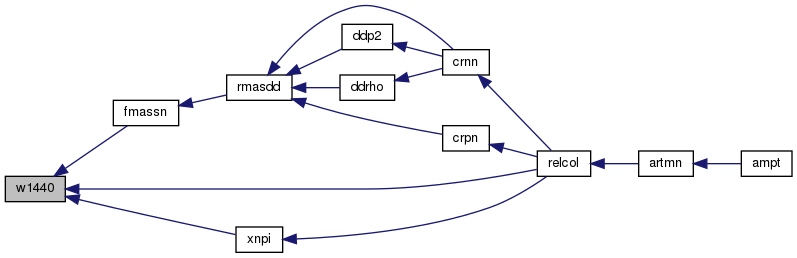 ddp2
crnn
rmasdd
ddrho
fmassn
crpn
relcol
artmn
ampt
w1440
xnpi